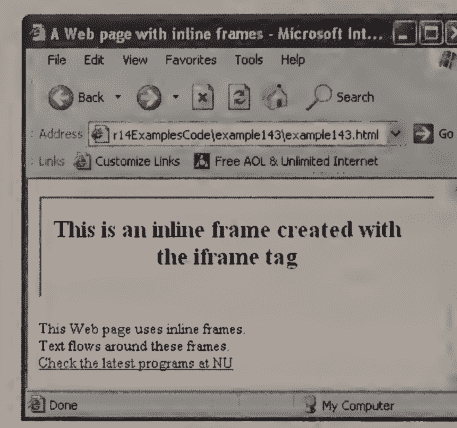 A Web page with inline frames - Microsoft Int...
File Edit View Favorites Tools Help
Back Search
Address r14ExamplesCode\example143\example143.html Go
Links Customize Links Free AOL & Unlimited Internet
This is an inline frame created with
the iframe tag
This Web page uses inline frames.
Text flows around these frames.
Check the latest programs at NU
Done My Computer